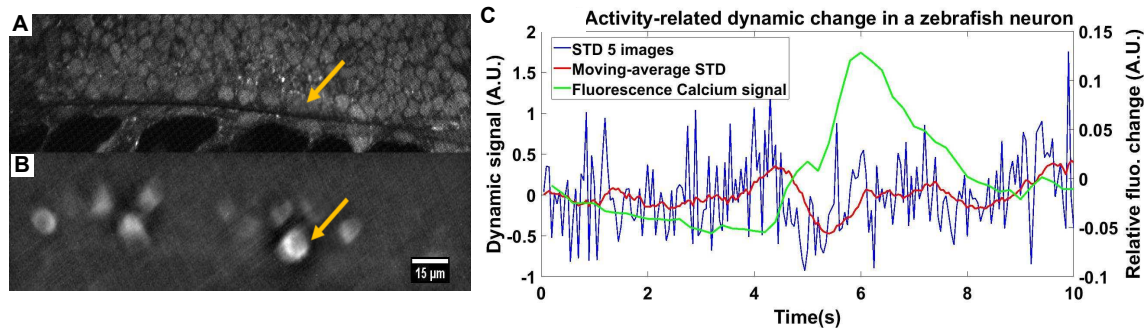 A
B
15 µm
C
Activity-related dynamic change in a zebrafish neuron
STD 5 images
Moving-average STD
Fluorescence Calcium signal
Dynamic signal (A.U.)
2
1.5
1
0.5
0
-0.5
-1
0.15
0.10
0.05
0
-0.05
-0.1
Relative fluo. change (A.U.)
0 2 4 6 8 10
Time(s)